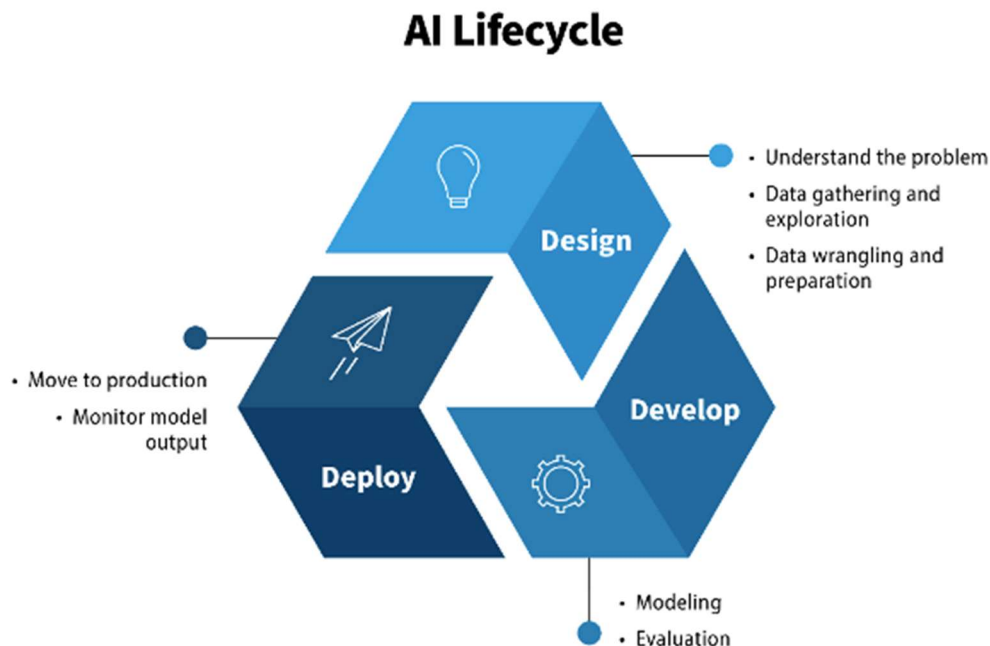 AI Lifecycle
Design
• Understand the problem
• Data gathering and
exploration
• Data wrangling and
preparation
Develop
• Modeling
• Evaluation
Deploy
• Move to production
• Monitor model
output